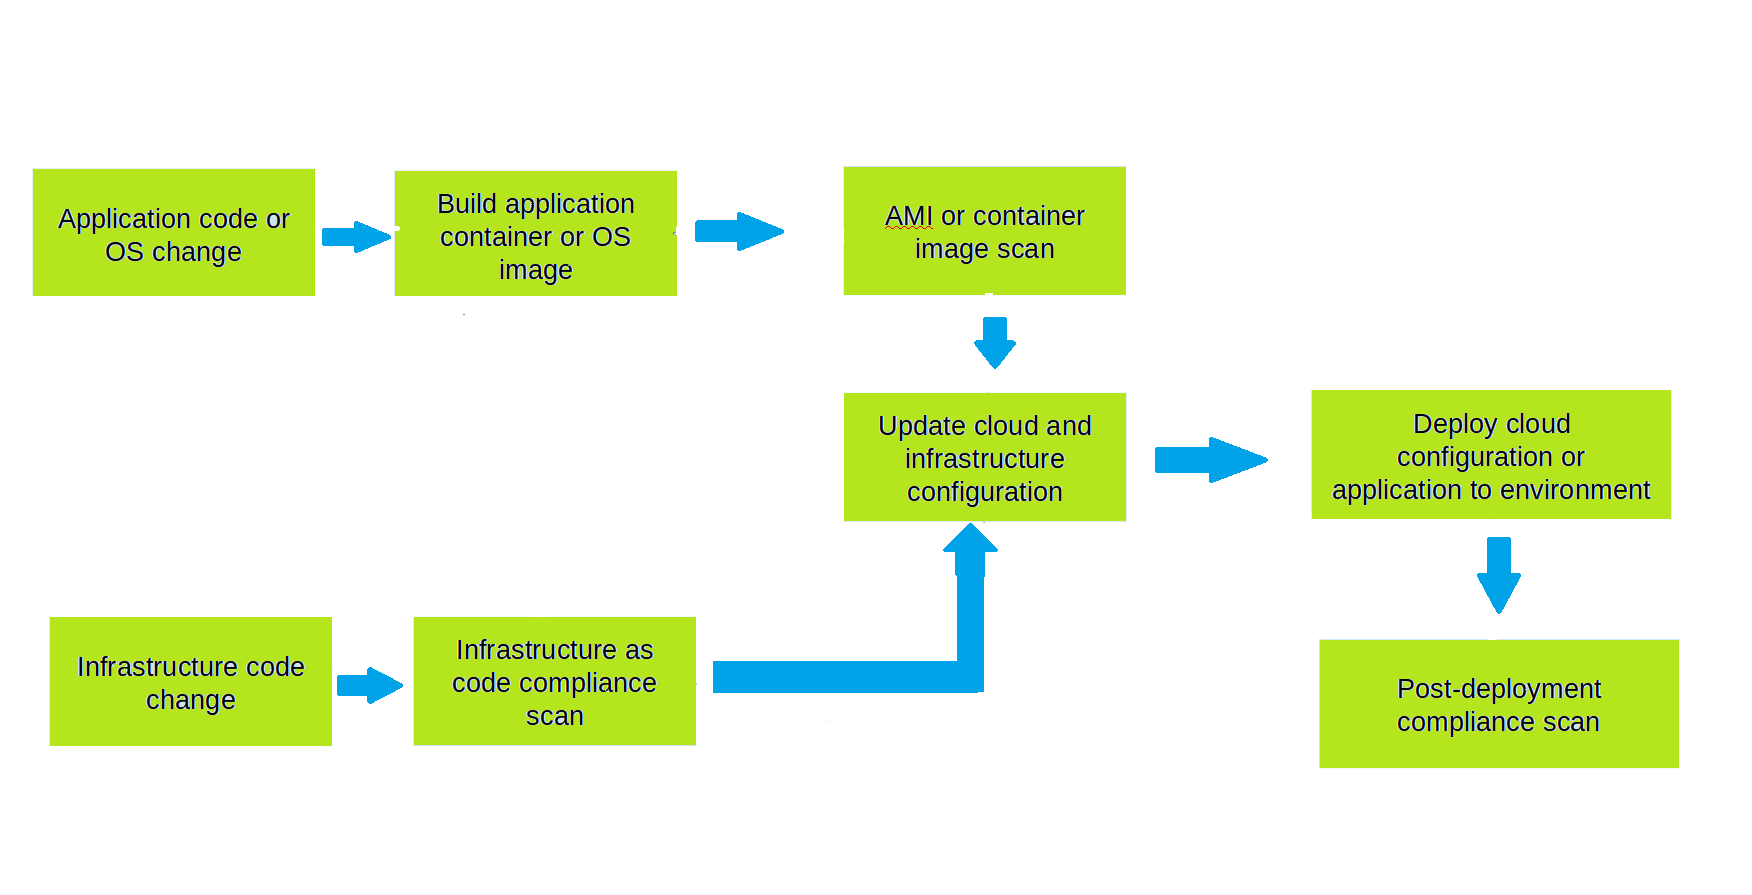 Application code or
OS change
Build application
container or OS
image
AMI or container
image scan
Update cloud and
infrastructure
configuration
Deploy cloud
configuration or
application to environment
Infrastructure code
change
Infrastructure as
code compliance
scan
Post-deployment
compliance scan